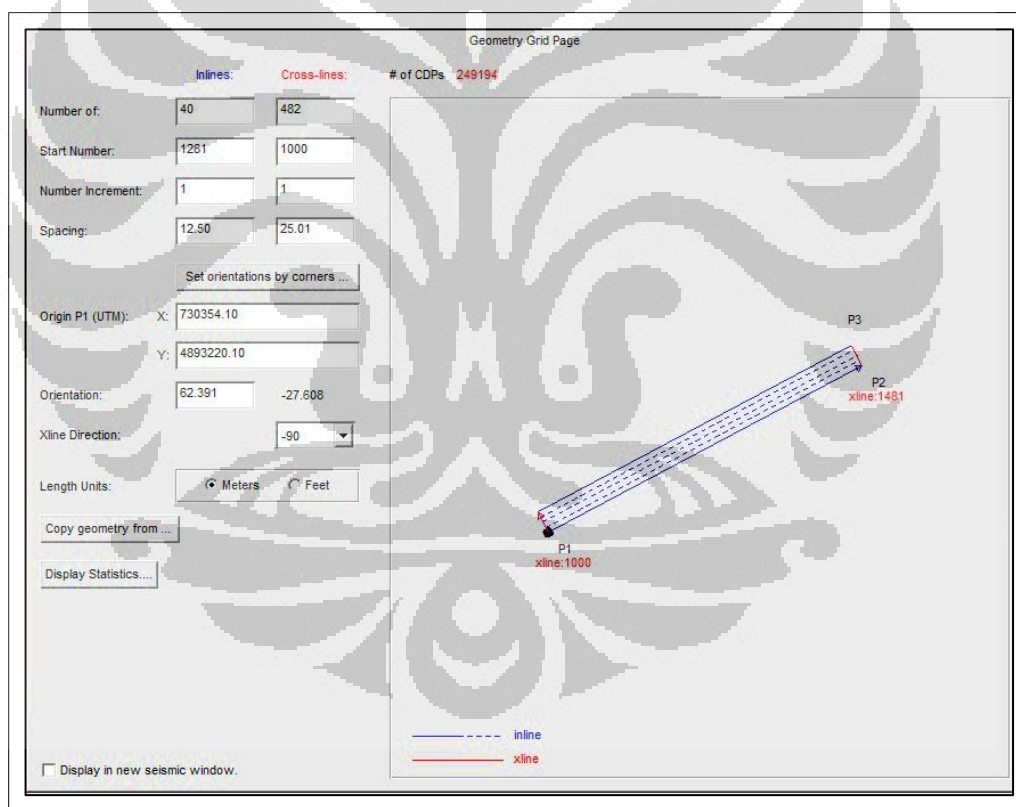 Geometry Grid Page
Inlines: Cross-lines: # of CDPs 249194
Number of: 40 482
Start Number: 1281 1000
Number Increment: 1 1
Spacing: 12.50 25.01
Set orientations by corners ...
Origin P1 (UTM): X: 730354.10
Y: 4893220.10
Orientation: 62.391 -27.608
Xline Direction: -90
Length Units: Meters Feet
Copy geometry from ...
Display Statistics....
Display in new seismic window.
P3
P2
xline:1481
P1
xline:1000
inline
xline